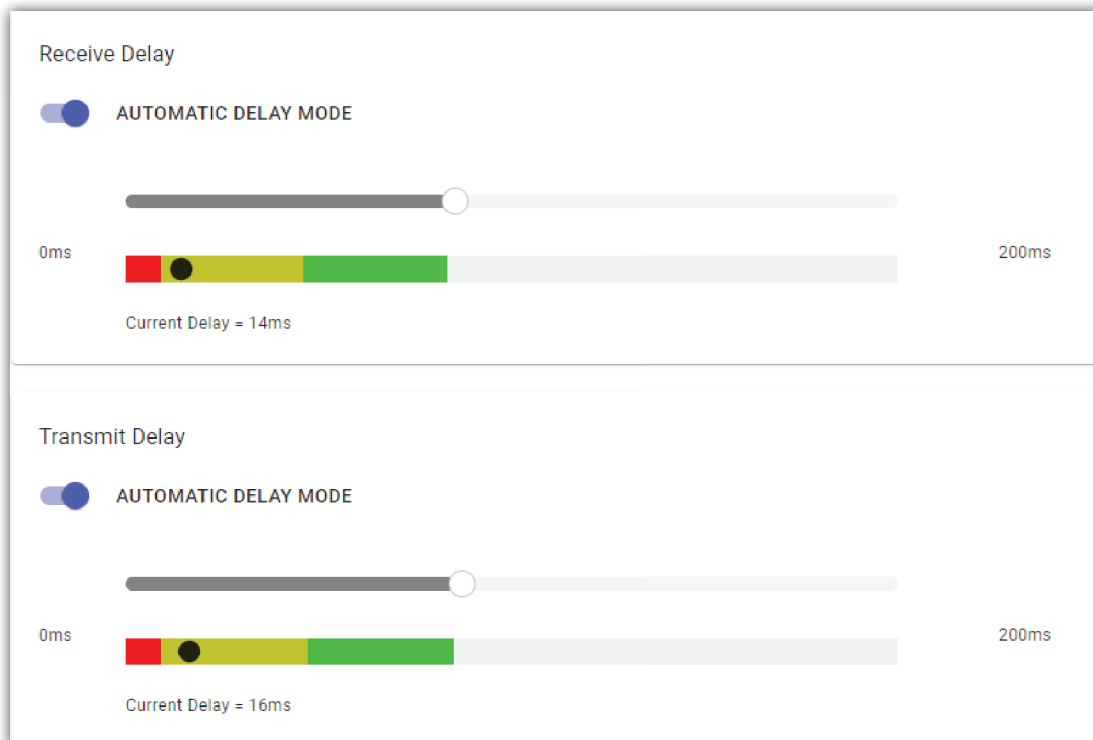 Receive Delay
AUTOMATIC DELAY MODE
0ms
200ms
Current Delay = 14ms
Transmit Delay
AUTOMATIC DELAY MODE
0ms
200ms
Current Delay = 16ms